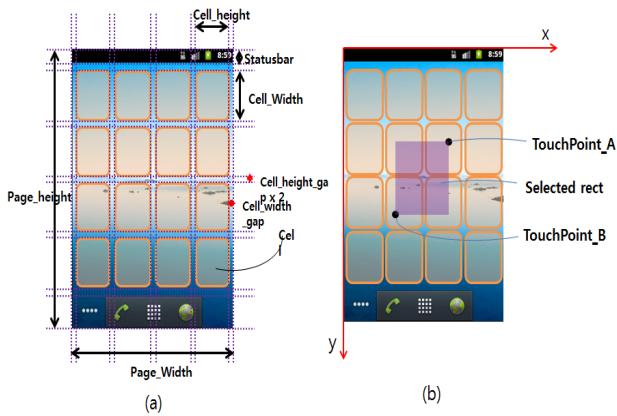 Cell_height
8:59
Statusbar
Cell_Width
Page_height
Cell_height_ga
p x 2
Cell_width
_gap
Cel
l
Page_Width
(a)
x
8:59
TouchPoint_A
Selected rect
TouchPoint_B
y
(b)